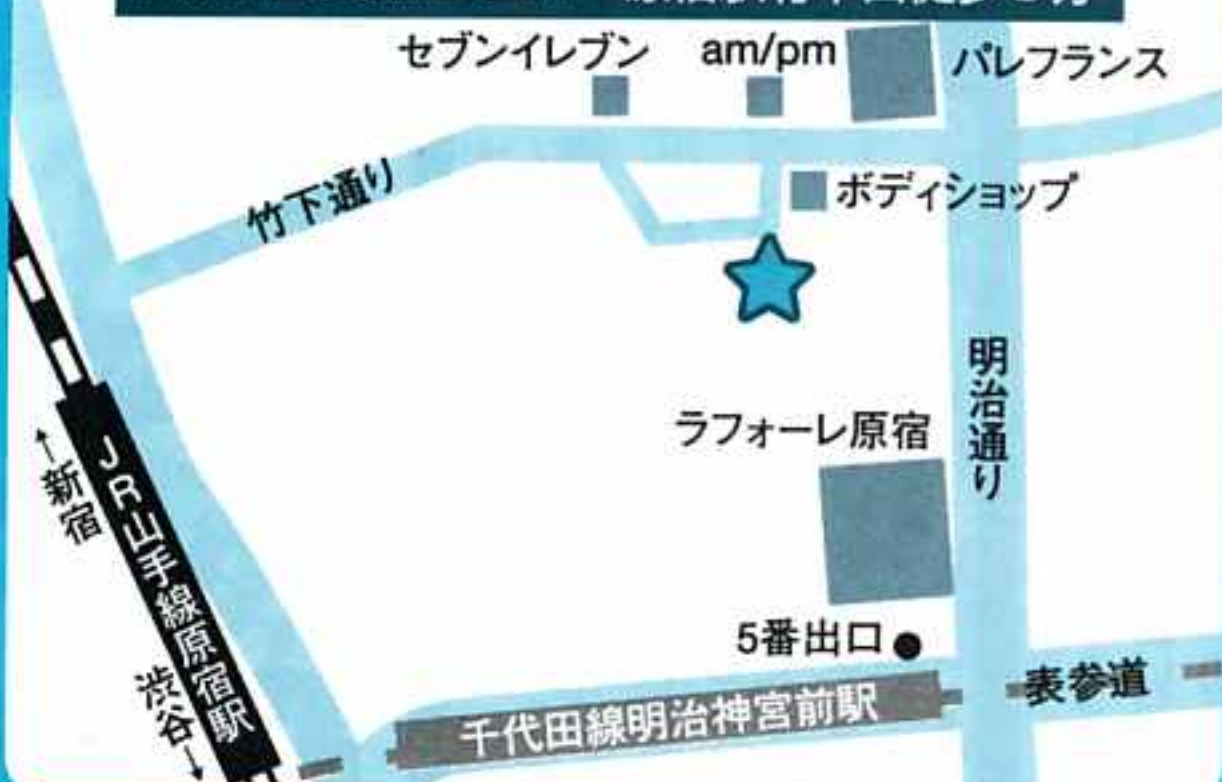 セブンイレブン
am/pm
パレフランス
竹下通り
ボディショップ
明治通り
ラフォーレ原宿
↑新宿
JR山手線原宿駅
渋谷↓
5番出口
表参道
千代田線明治神宮前駅